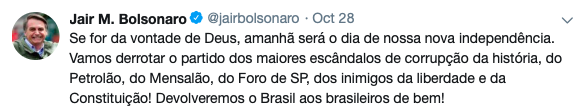 Jair M. Bolsonaro @jairbolsonaro · Oct 28
Se for da vontade de Deus, amanhã será o dia de nossa nova independência.
Vamos derrotar o partido dos maiores escândalos de corrupção da história, do
Petrolão, do Mensalão, do Foro de SP, dos inimigos da liberdade e da
Constituição! Devolveremos o Brasil aos brasileiros de bem!